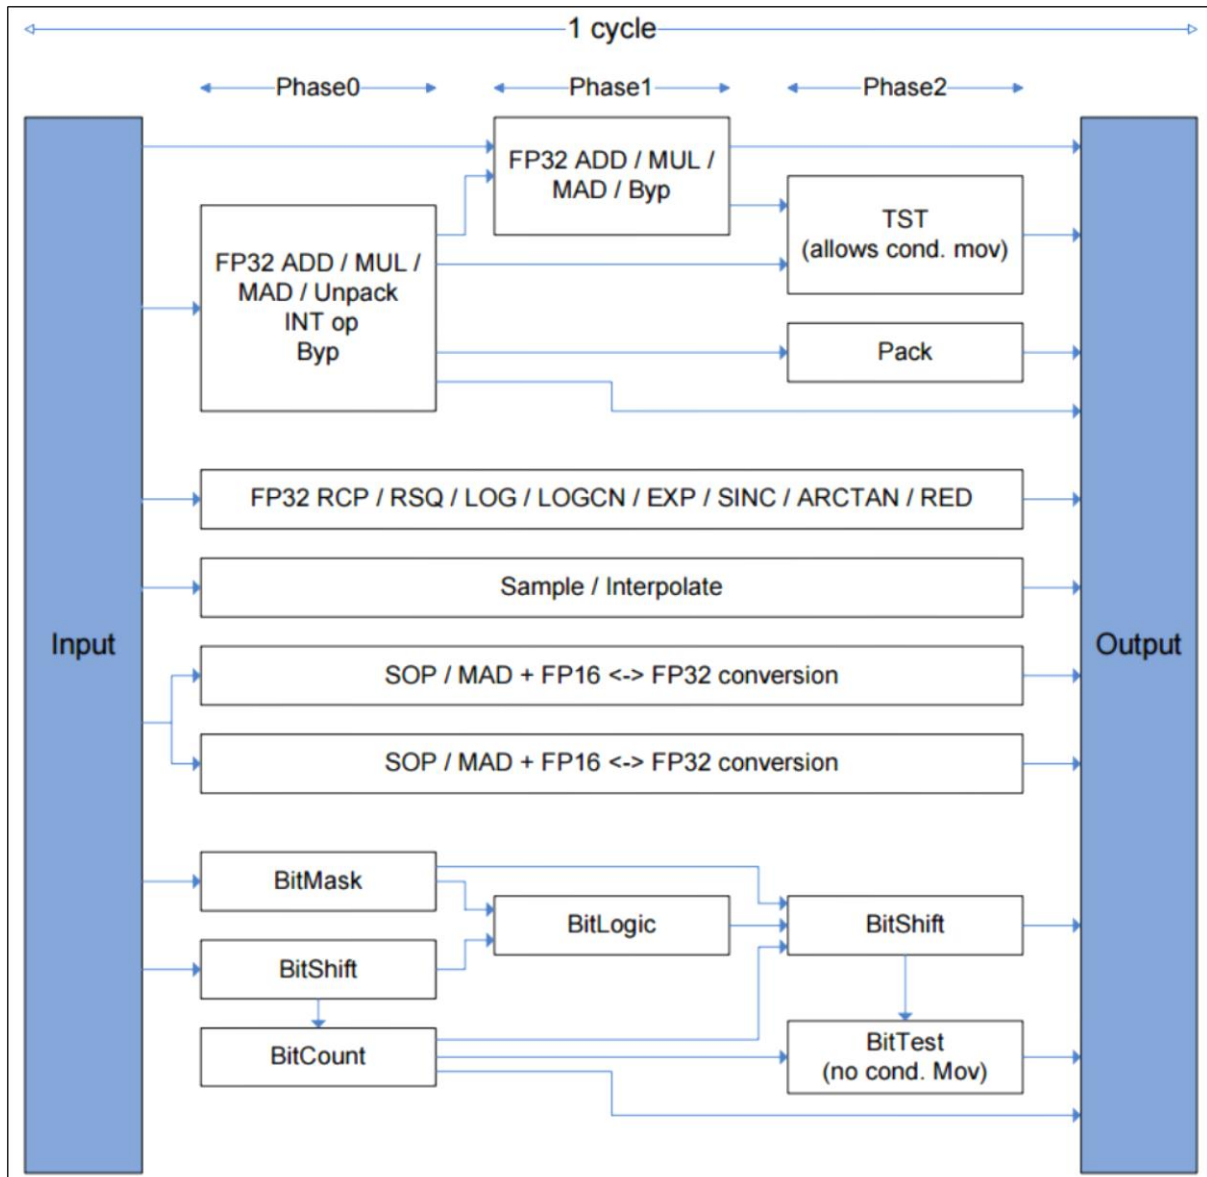 1 cycle
Phase0
Phase1
Phase2
Input
FP32 ADD / MUL /
MAD / Byp
FP32 ADD / MUL /
MAD / Unpack
INT op
Byp
TST
(allows cond. mov)
Pack
FP32 RCP / RSQ / LOG / LOGCN / EXP / SINC / ARCTAN / RED
Sample / Interpolate
SOP / MAD + FP16 <-> FP32 conversion
SOP / MAD + FP16 <-> FP32 conversion
BitMask
BitLogic
BitShift
BitShift
BitCount
BitTest
(no cond. Mov)
Output